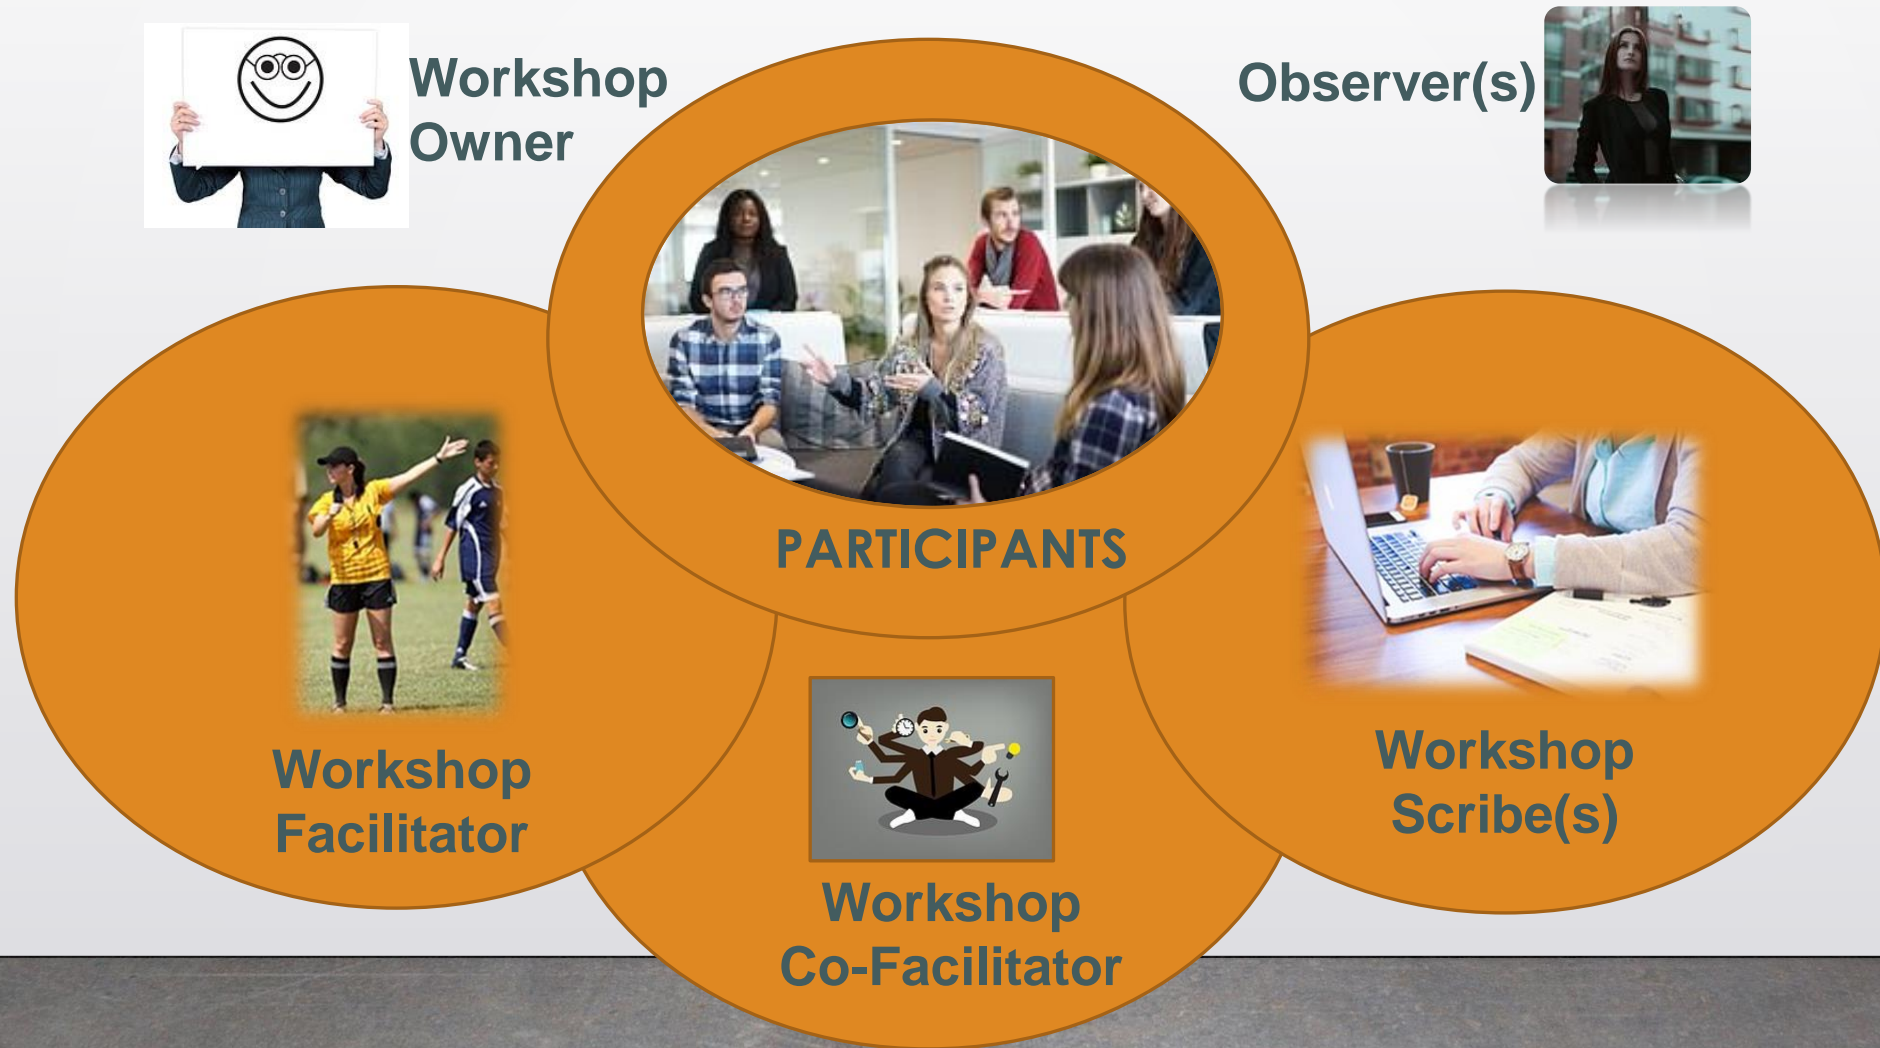 Workshop
Owner
Observer(s)
PARTICIPANTS
Workshop
Facilitator
Workshop
Co-Facilitator
Workshop
Scribe(s)